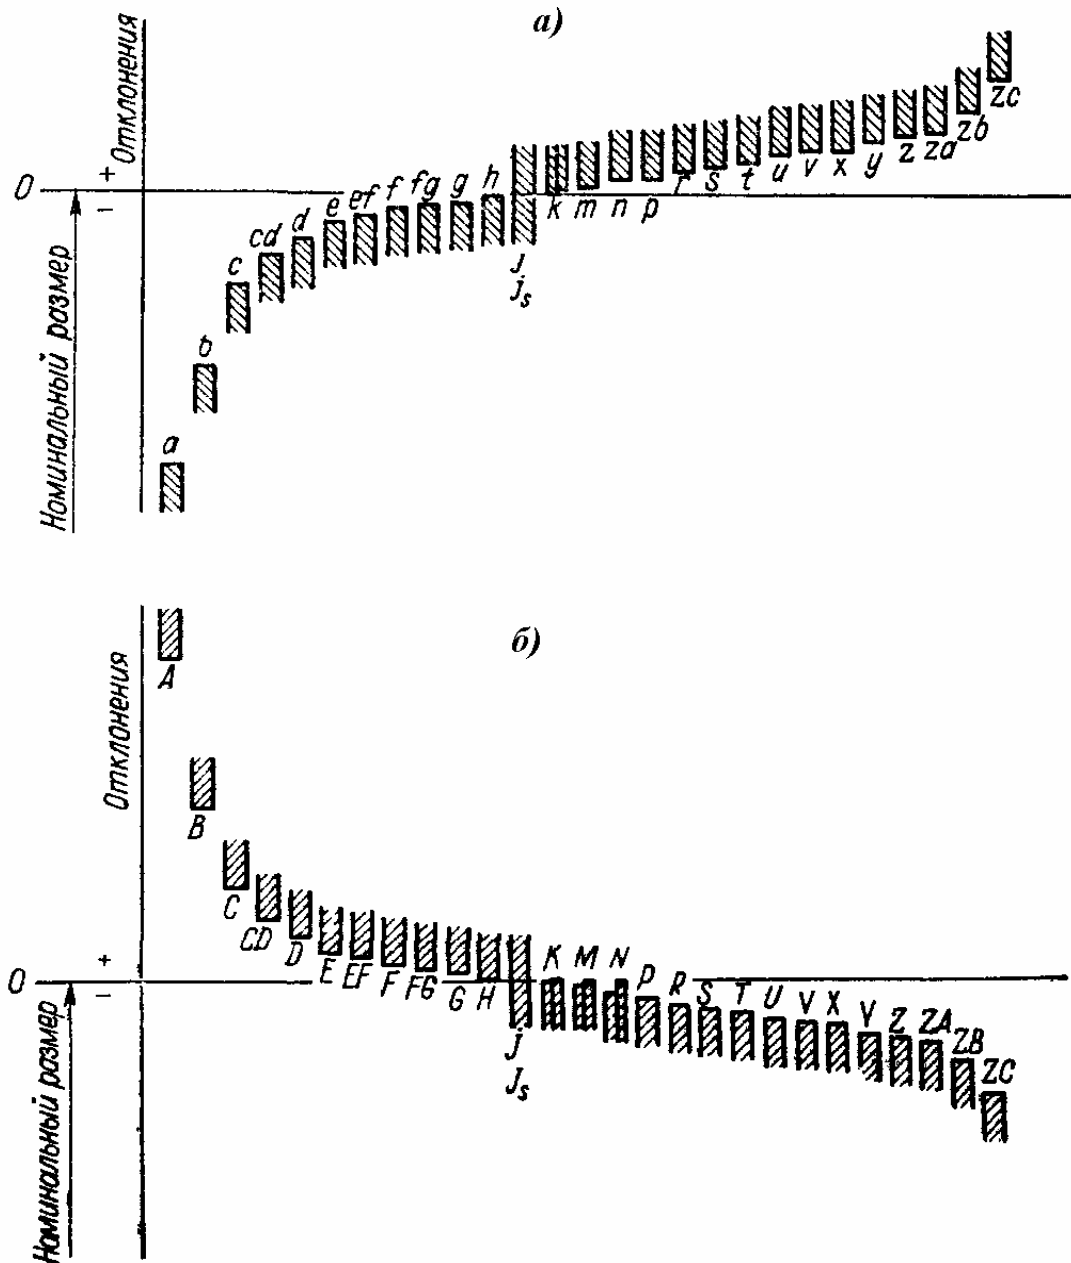 а)
Отклонения
Номинальный размер
0
+
−
a
b
c
cd
d
e
ef
f
fg
g
h
J
js
k
m
n
p
r
s
t
u
v
x
y
z
za
zb
zc
б)
Отклонения
Номинальный размер
0
+
−
A
B
C
CD
D
E
EF
F
FG
G
H
J
Js
K
M
N
P
R
S
T
U
V
X
V
Z
ZA
ZB
ZC